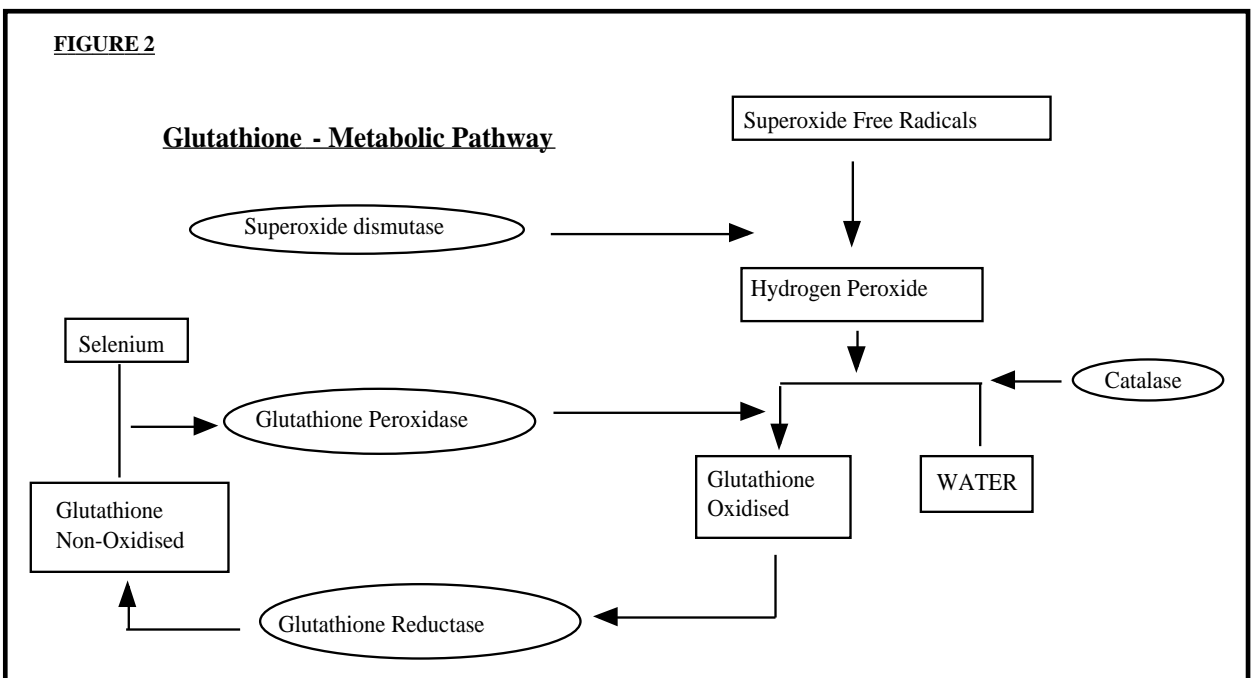 FIGURE 2
Glutathione - Metabolic Pathway
Superoxide Free Radicals
Superoxide dismutase
Hydrogen Peroxide
Selenium
Catalase
Glutathione Peroxidase
Glutathione
Oxidised
WATER
Glutathione
Non-Oxidised
Glutathione Reductase